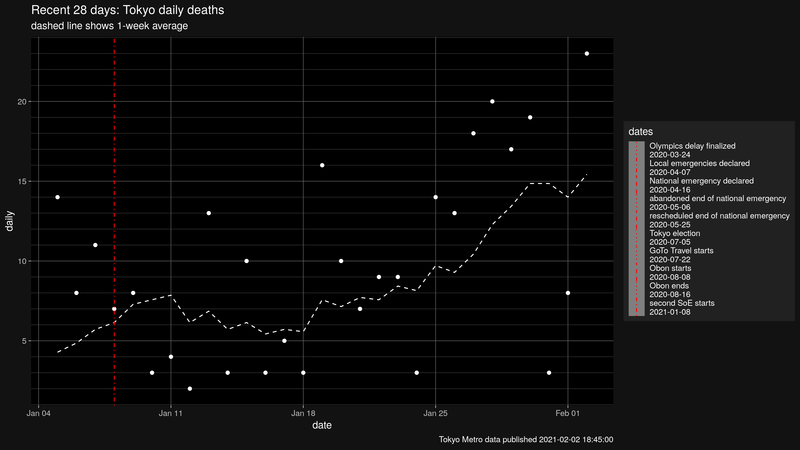 Recent 28 days: Tokyo daily deaths
dashed line shows 1-week average
daily
20
15
10
5
Jan 04
Jan 11
Jan 18
Jan 25
Feb 01
date
Tokyo Metro data published 2021-02-02 18:45:00
dates
Olympics delay finalized
2020-03-24
Local emergencies declared
2020-04-07
National emergency declared
2020-04-16
abandoned end of national emergency
2020-05-06
rescheduled end of national emergency
2020-05-25
Tokyo election
2020-07-05
GoTo Travel starts
2020-07-22
Obon starts
2020-08-08
Obon ends
2020-08-16
second SoE starts
2021-01-08